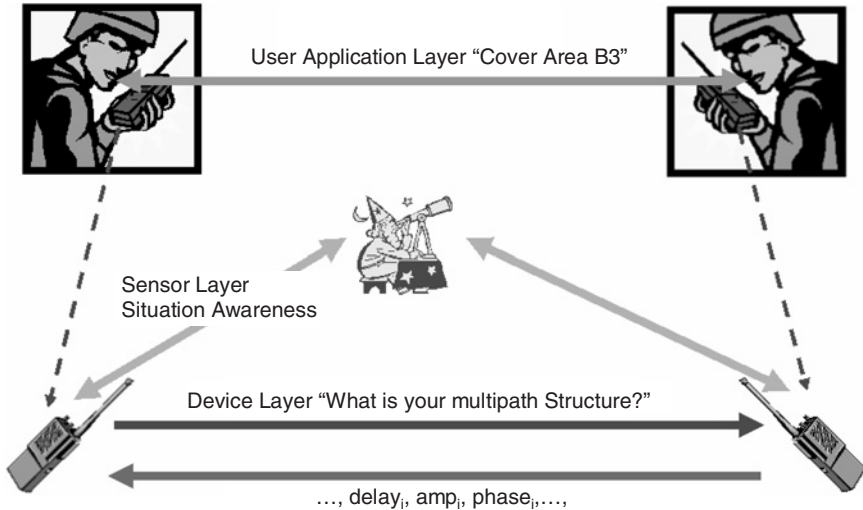 User Application Layer “Cover Area B3”
Sensor Layer
Situation Awareness
Device Layer “What is your multipath Structure?”
…, delayᵢ, ampᵢ, phaseᵢ,…,